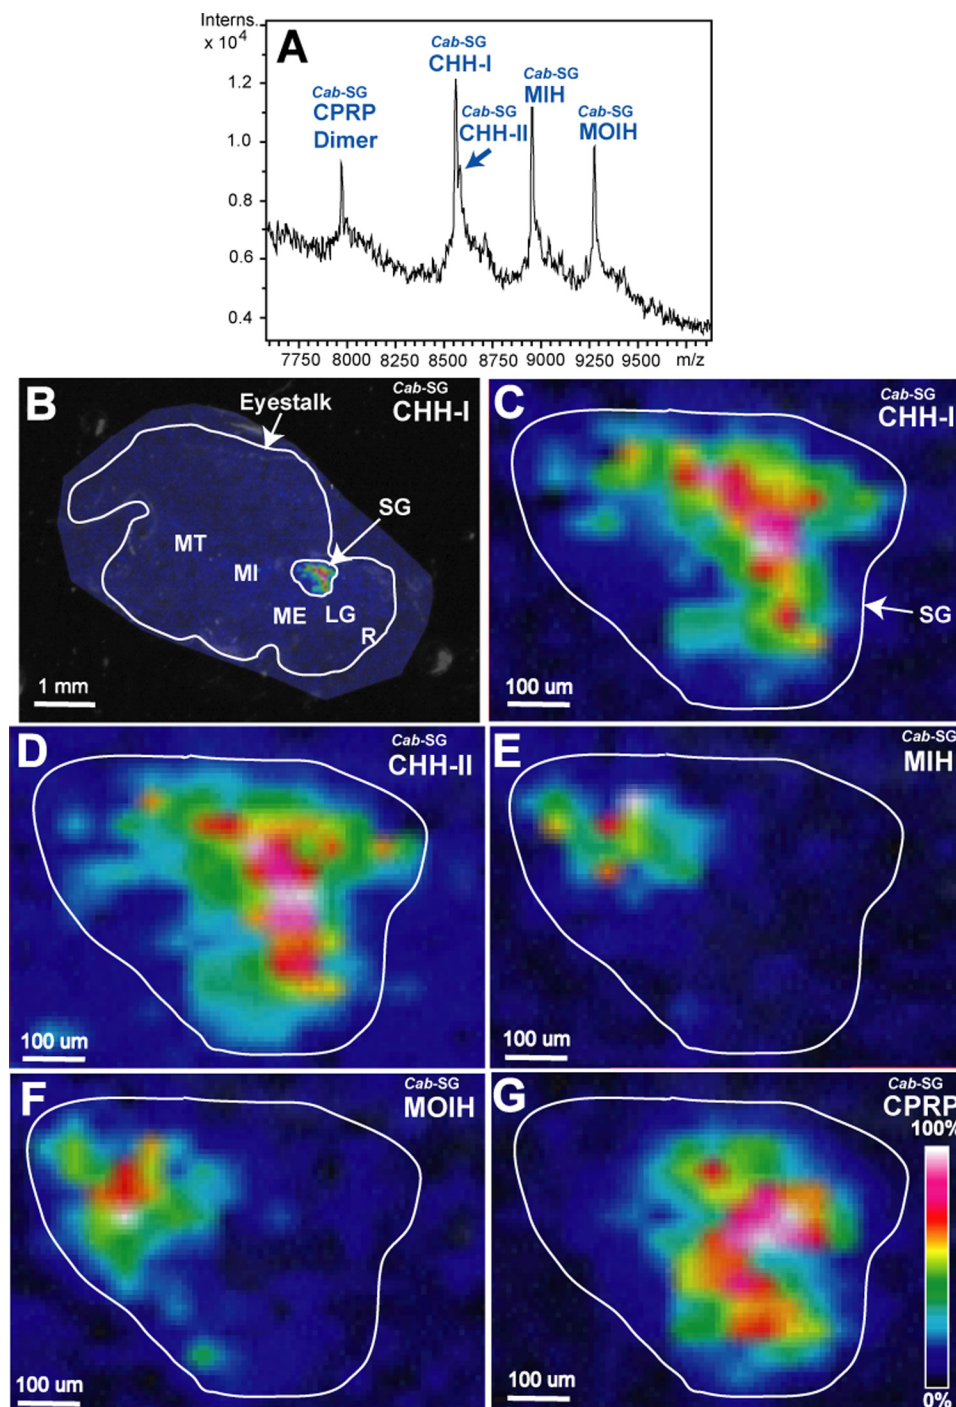 Interns.
x 10⁴
A
1.2
1.0
0.8
0.6
0.4
Cab-SG
CPRP
Dimer
Cab-SG
CHH-I
Cab-SG
CHH-II
Cab-SG
MIH
Cab-SG
MOIH
7750 8000 8250 8500 8750 9000 9250 9500 m/z
B
Cab-SG
CHH-I
Eyestalk
SG
MT
MI
ME
LG
R
1 mm
C
Cab-SG
CHH-I
SG
100 um
D
Cab-SG
CHH-II
100 um
E
Cab-SG
MIH
100 um
F
Cab-SG
MOIH
100 um
G
Cab-SG
CPRP
100%
0%
100 um